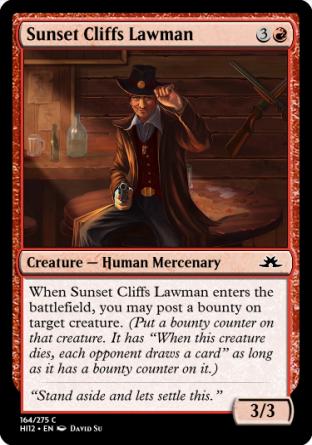 Sunset Cliffs Lawman 3
Creature — Human Mercenary
When Sunset Cliffs Lawman enters the
battlefield, you may post a bounty on
target creature. (Put a bounty counter on
that creature. It has “When this creature
dies, each opponent draws a card” as long
as it has a bounty counter on it.)
“Stand aside and lets settle this.”
3/3
164/275 C
HI12 • EN DAVID SU